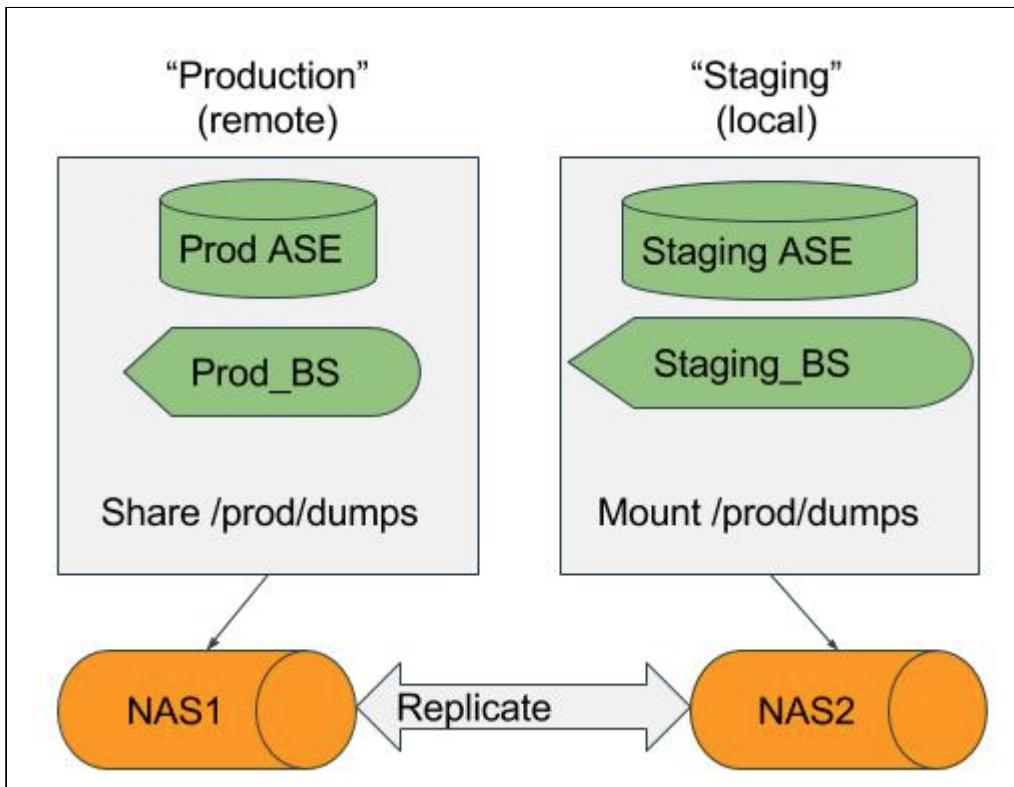 “Production”
(remote)
Prod ASE
Prod_BS
Share /prod/dumps
“Staging”
(local)
Staging ASE
Staging_BS
Mount /prod/dumps
NAS1
Replicate
NAS2